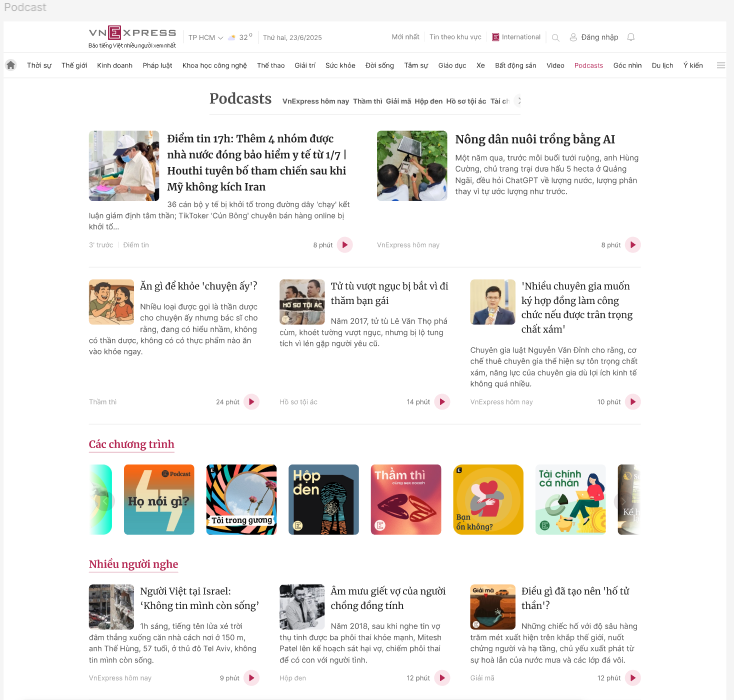 Podcast
VNEXPRESS
Báo tiếng Việt nhiều người xem nhất
TP HCM 32° Thứ hai, 23/6/2025
Mới nhất Tin theo khu vực International Đăng nhập
Thời sự Thế giới Kinh doanh Pháp luật Khoa học công nghệ Thể thao Giải trí Sức khỏe Đời sống Tâm sự Giáo dục Xe Bất động sản Video Podcasts Góc nhìn Du lịch Ý kiến
Podcasts VnExpress hôm nay Thầm thì Giải mã Hộp đen Hồ sơ tội ác Tài ch
Điểm tin 17h: Thêm 4 nhóm được
nhà nước đóng bảo hiểm y tế từ 1/7 |
Houthi tuyên bố tham chiến sau khi
Mỹ không kích Iran
36 cán bộ y tế bị khởi tố trong đường dây 'chạy' kết
luận giám định tâm thần; TikToker 'Cún Bông' chuyên bán hàng online bị
khởi tố...
3' trước Điểm tin
8 phút
Nông dân nuôi trồng bằng AI
Một năm qua, trước mỗi buổi tưới ruộng, anh Hùng
Cường, chủ trang trại dưa hấu 5 hecta ở Quảng
Ngãi, đều hỏi ChatGPT về lượng nước, lượng phân
thay vì tự ước lượng như trước.
VnExpress hôm nay
8 phút
Ăn gì để khỏe 'chuyện ấy'?
Nhiều loại được gọi là thần dược
cho chuyện ấy nhưng bác sĩ cho
rằng, đang có hiểu nhầm, không
có thần dược, không có có thực phẩm nào ăn
vào khỏe ngay.
Thầm thì
24 phút
HỒ SƠ TỘI ÁC
Tử tù vượt ngục bị bắt vì đi
thăm bạn gái
Năm 2017, tử tù Lê Văn Thọ phá
cùm, khoét tường vượt ngục, nhưng bị lộ tung
tích vì lén gặp người yêu cũ.
Hồ sơ tội ác
14 phút
'Nhiều chuyên gia muốn
ký hợp đồng làm công
chức nếu được trân trọng
chất xám'
Chuyên gia luật Nguyễn Văn Đỉnh cho rằng, cơ
chế thuê chuyên gia thể hiện sự tôn trọng chất
xám, năng lực của chuyên gia dù lợi ích kinh tế
không quá nhiều.
VnExpress hôm nay
10 phút
Các chương trình
Podcast
Họ nói gì?
Tôi trong gương
Hộp
đen
Thầm thì
Bạn
ổn không?
Tài chính
cá nhân
Nhiều người nghe
Người Việt tại Israel:
'Không tin mình còn sống'
1h sáng, tiếng tên lửa xé trời
đâm thẳng xuống căn nhà cách nơi ở 150 m,
anh Thế Hùng, 57 tuổi, ở thủ đô Tel Aviv, không
tin mình còn sống.
VnExpress hôm nay
9 phút
Âm mưu giết vợ của người
chồng đồng tính
Năm 2018, sau khi nghe tin vợ
thụ tinh được ba phôi thai khỏe mạnh, Mitesh
Patel lên kế hoạch sát hại vợ, chiếm phôi thai
để có con với người tình.
Hộp đen
12 phút
Giải mã
Điều gì đã tạo nên 'hố tử
thần'?
Những chiếc hố với độ sâu hàng
trăm mét xuất hiện trên khắp thế giới, nuốt
chửng người và hạ tầng, chủ yếu xuất phát từ
sự hoà lẫn của nước mưa và các lớp đá vôi.
Giải mã
12 phút